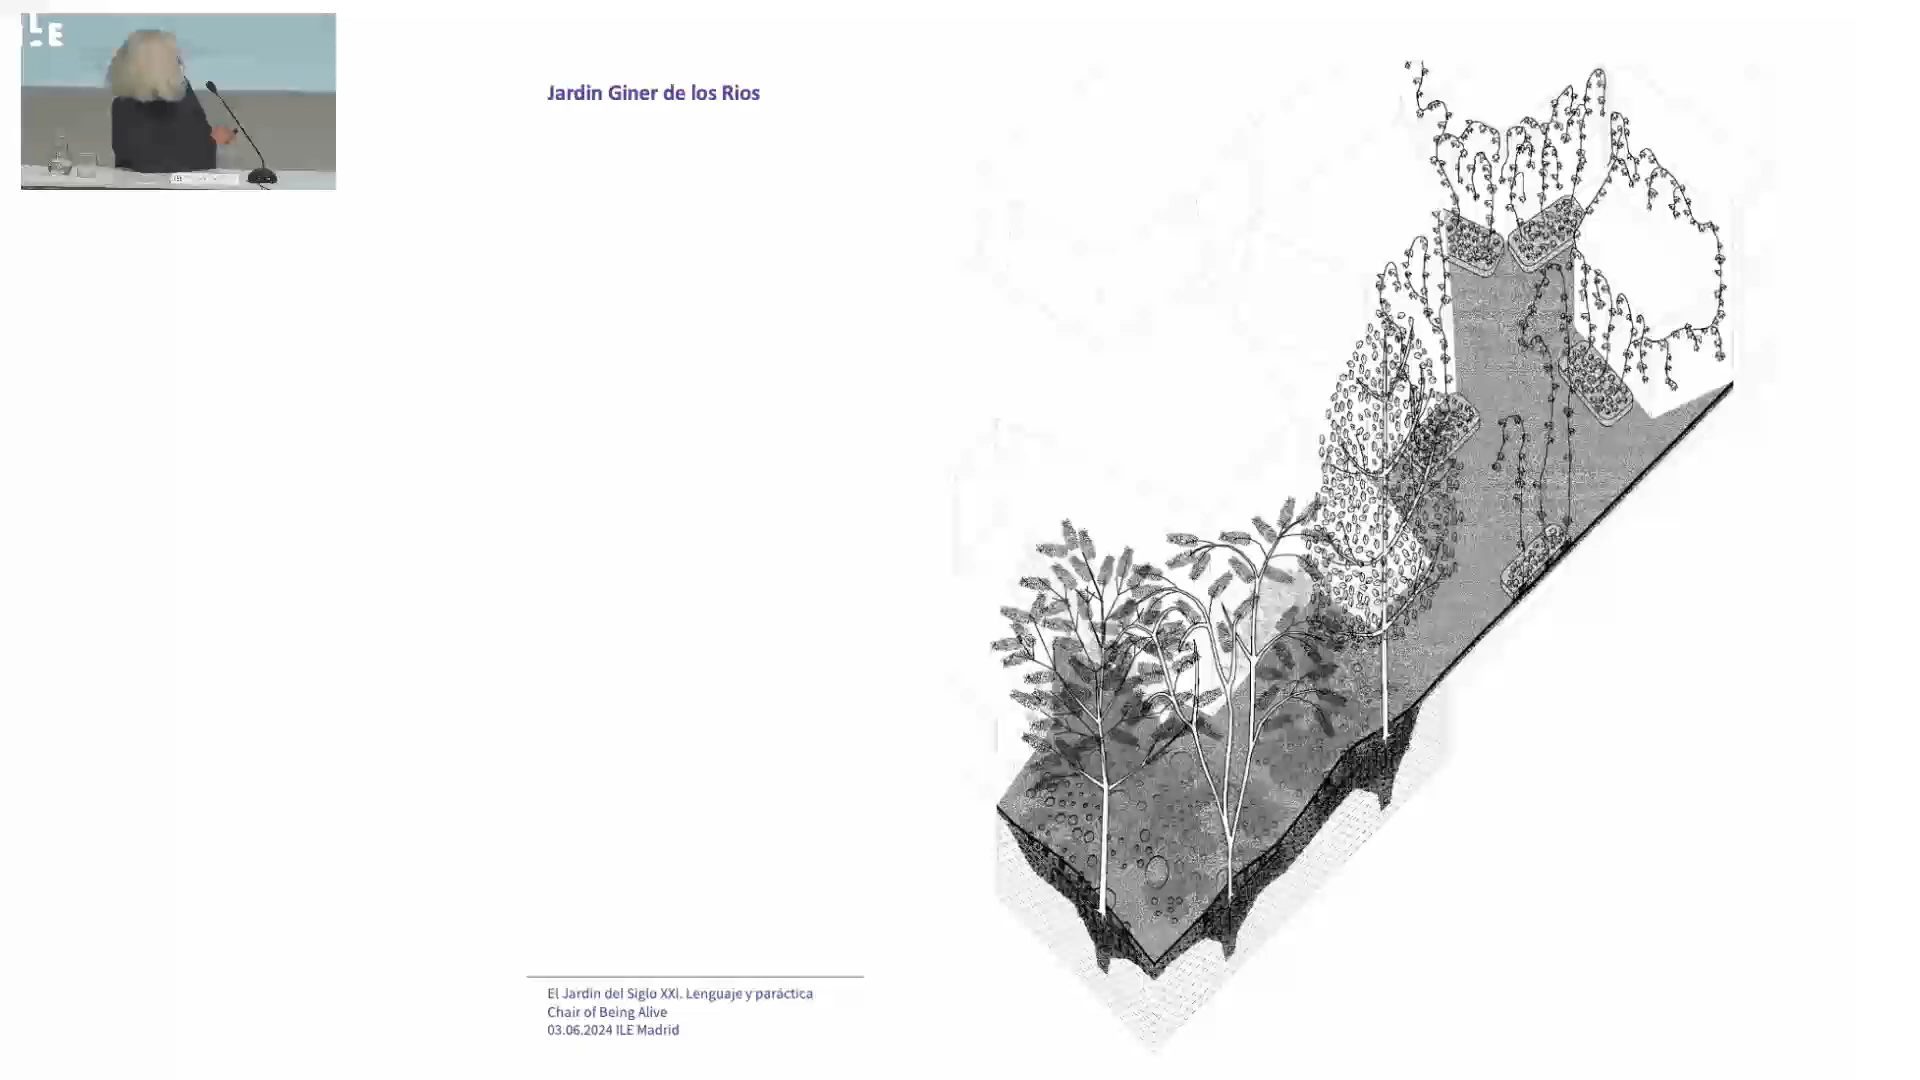 ILE
Jardin Giner de los Rios
El Jardin del Siglo XXI. Lenguaje y paráctica
Chair of Being Alive
03.06.2024 ILE Madrid